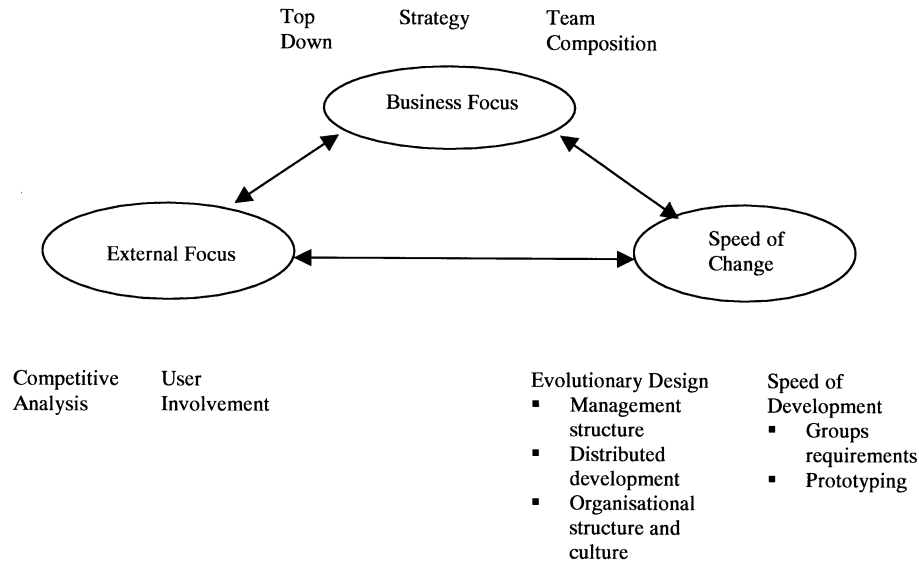 Top Down
Strategy
Team Composition
Business Focus
External Focus
Speed of Change
Competitive Analysis
User Involvement
Evolutionary Design
▪ Management structure
▪ Distributed development
▪ Organisational structure and culture
Speed of Development
▪ Groups requirements
▪ Prototyping